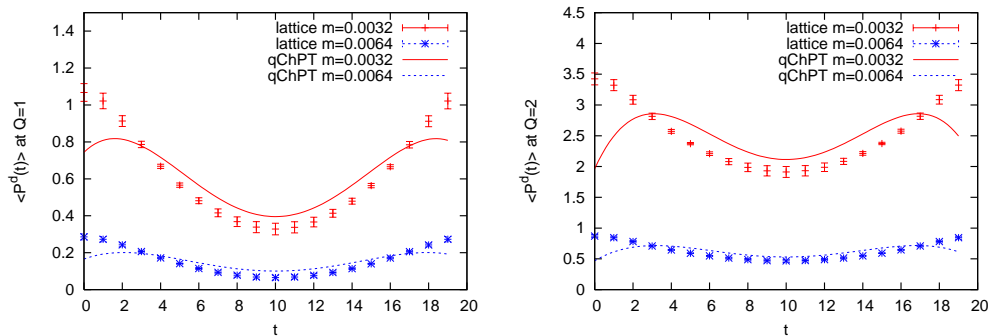 1.4
1.2
1
0.8
0.6
0.4
0.2
0
0 2 4 6 8 10 12 14 16 18 20
t
<P^d(t)> at Q=1
lattice m=0.0032
lattice m=0.0064
qChPT m=0.0032
qChPT m=0.0064
4.5
4
3.5
3
2.5
2
1.5
1
0.5
0
0 2 4 6 8 10 12 14 16 18 20
t
<P^d(t)> at Q=2
lattice m=0.0032
lattice m=0.0064
qChPT m=0.0032
qChPT m=0.0064